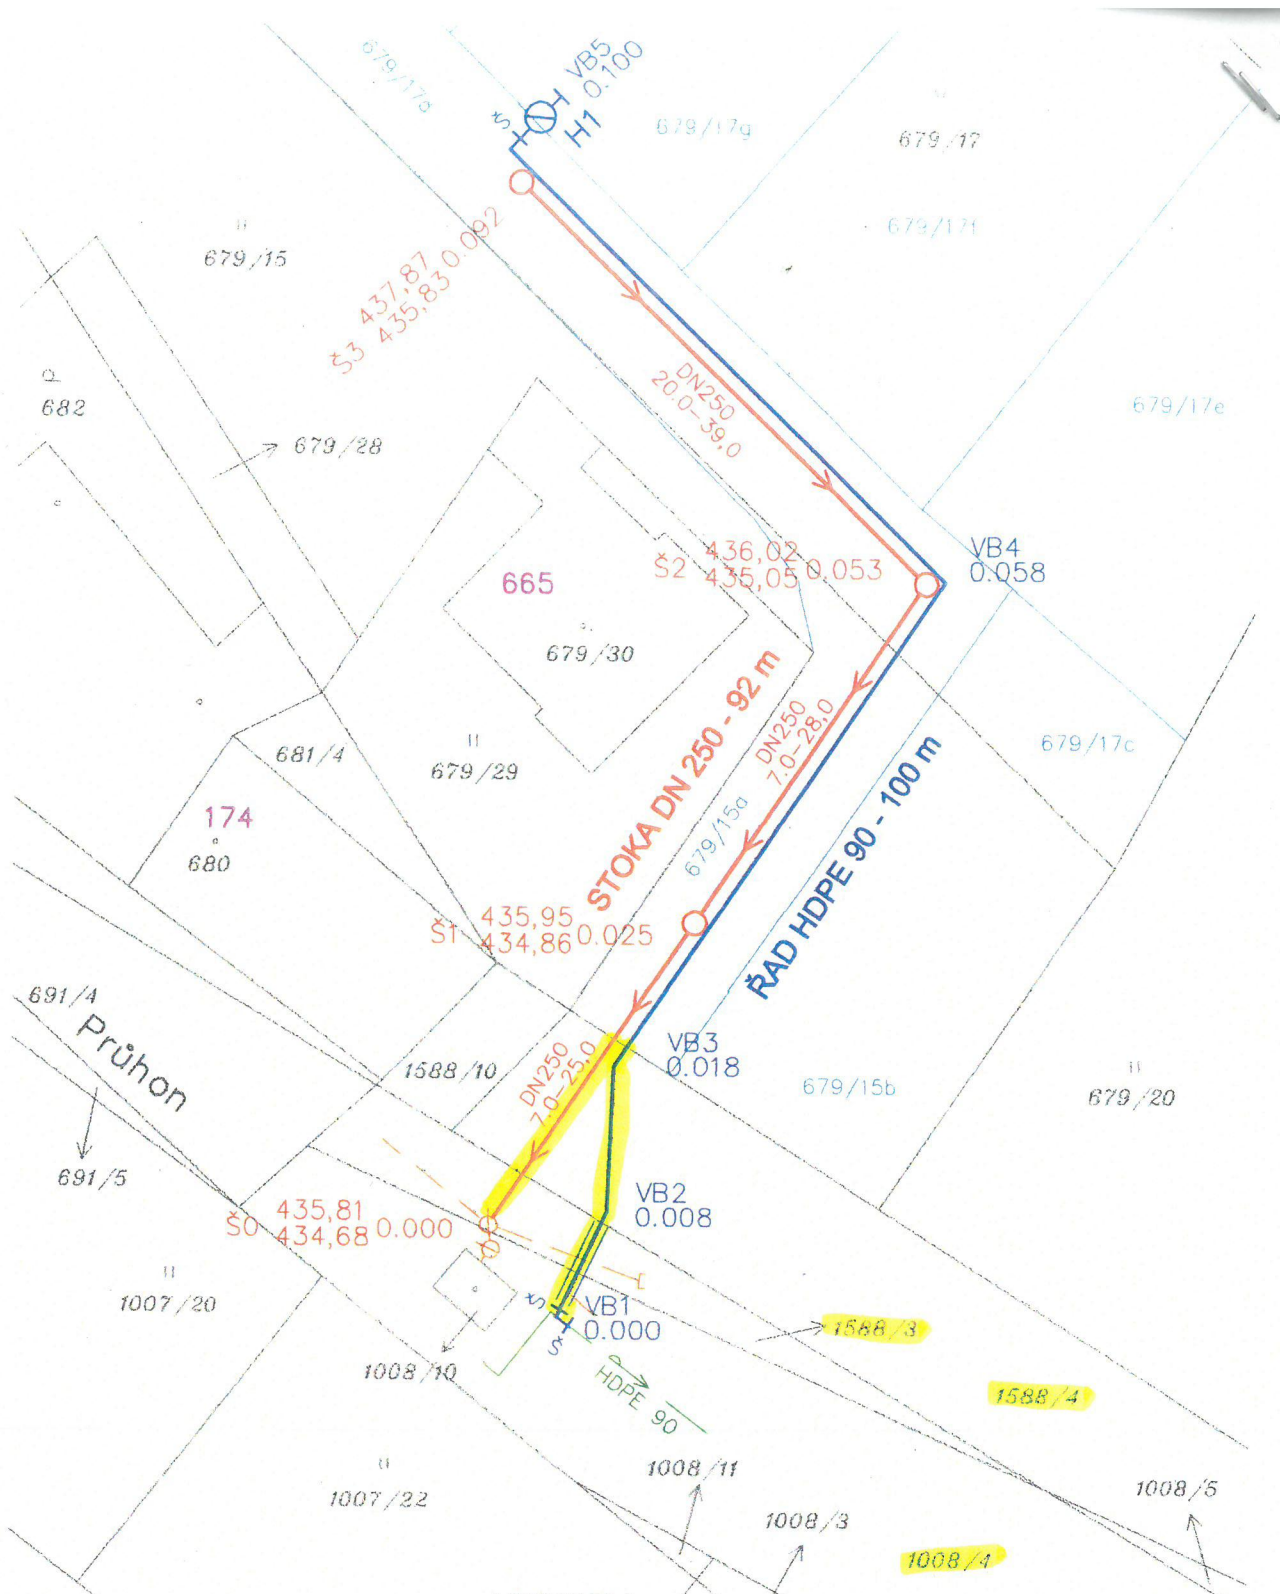 679/17a
VB5
0.100
H1
Š
679/17g
679/17
679/17f
679/15
437,87
Š3 435,83 0.092
682
679/28
DN250
20.0-39,0
679/17e
436,02
Š2 435,05 0,053
VB4
0.058
665
679/30
STOKA DN 250 - 92 m
DN250
7.0-28,0
679/17c
681/4
679/29
174
680
679/15a
ŘAD HDPE 90 - 100 m
435,95
Š1 434,86 0.025
691/4
Průhon
VB3
0.018
1588/10
DN250
7.0-25,0
679/15b
679/20
691/5
435,81
Š0 434,68 0.000
VB2
0.008
1007/20
Š
VB1
0.000
Š
1588/3
1008/10
HDPE 90
1588/4
1007/22
1008/11
1008/3
1008/5
1008/4